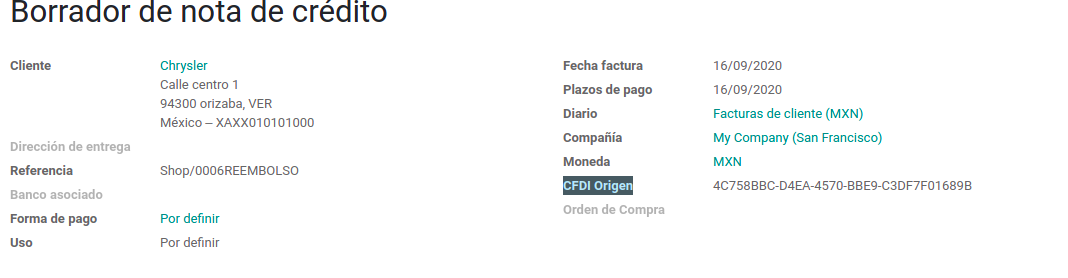 Borrador de nota de crédito
Cliente Chrysler
Calle centro 1
94300 orizaba, VER
México – XAXX010101000
Dirección de entrega
Referencia Shop/0006REEMBOLSO
Banco asociado
Forma de pago Por definir
Uso Por definir
Fecha factura 16/09/2020
Plazos de pago 16/09/2020
Diario Facturas de cliente (MXN)
Compañía My Company (San Francisco)
Moneda MXN
CFDI Origen 4C758BBC-D4EA-4570-BBE9-C3DF7F01689B
Orden de Compra